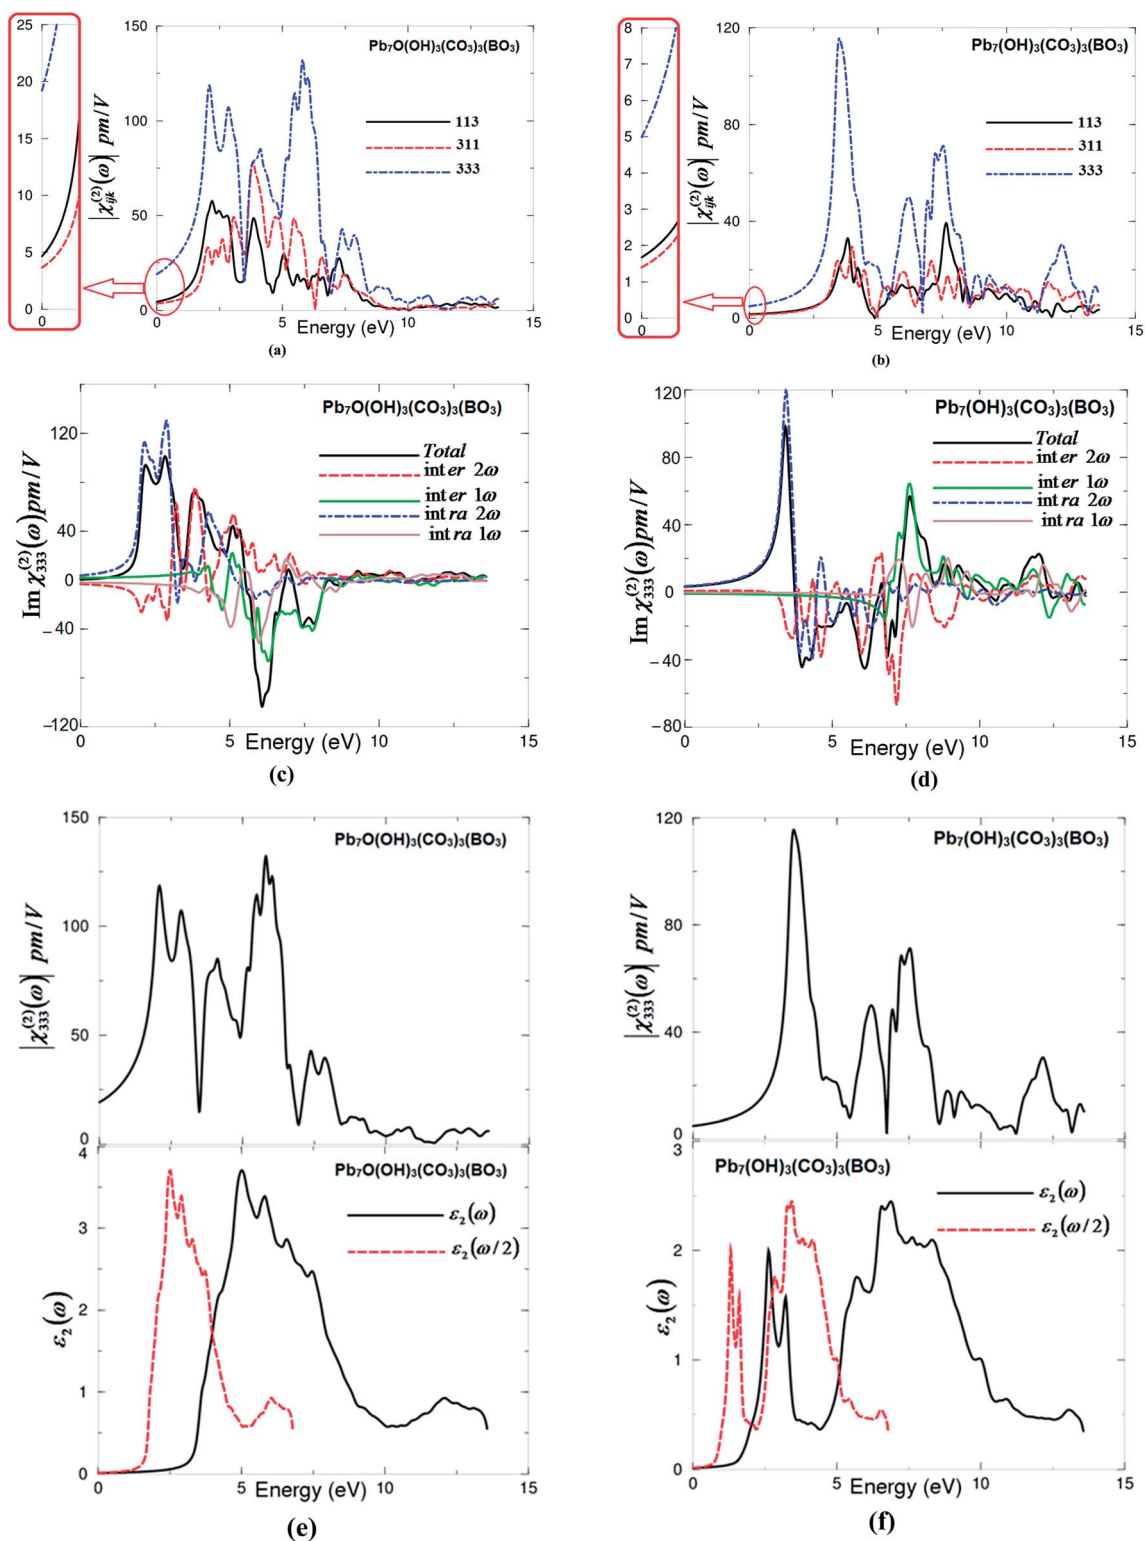 25
20
15
10
5
0
0
150
100
50
0
|χ_ijk^(2)(ω)| pm/V
Pb₇O(OH)₃(CO₃)₃(BO₃)
113
311
333
0 5 10 15
Energy (eV)
(a)
8
7
6
5
4
3
2
1
0
0
120
80
40
0
|χ_ijk^(2)(ω)| pm/V
Pb₇(OH)₃(CO₃)₃(BO₃)
113
311
333
0 5 10 15
Energy (eV)
(b)
120
40
0
−40
−120
Im χ_333^(2)(ω)pm/V
Pb₇O(OH)₃(CO₃)₃(BO₃)
Total
inter 2ω
inter 1ω
intra 2ω
intra 1ω
0 5 10 15
Energy (eV)
(c)
120
80
40
0
−40
−80
Im χ_333^(2)(ω)pm/V
Pb₇(OH)₃(CO₃)₃(BO₃)
Total
inter 2ω
inter 1ω
intra 2ω
intra 1ω
0 5 10 15
Energy (eV)
(d)
150
100
50
0
|χ_333^(2)(ω)| pm/V
Pb₇O(OH)₃(CO₃)₃(BO₃)
4
3
2
1
0
ε₂(ω)
Pb₇O(OH)₃(CO₃)₃(BO₃)
ε₂(ω)
ε₂(ω/2)
0 5 10 15
Energy (eV)
(e)
120
80
40
0
|χ_333^(2)(ω)| pm/V
Pb₇(OH)₃(CO₃)₃(BO₃)
3
2
1
0
ε₂(ω)
Pb₇(OH)₃(CO₃)₃(BO₃)
ε₂(ω)
ε₂(ω/2)
0 5 10 15
Energy (eV)
(f)